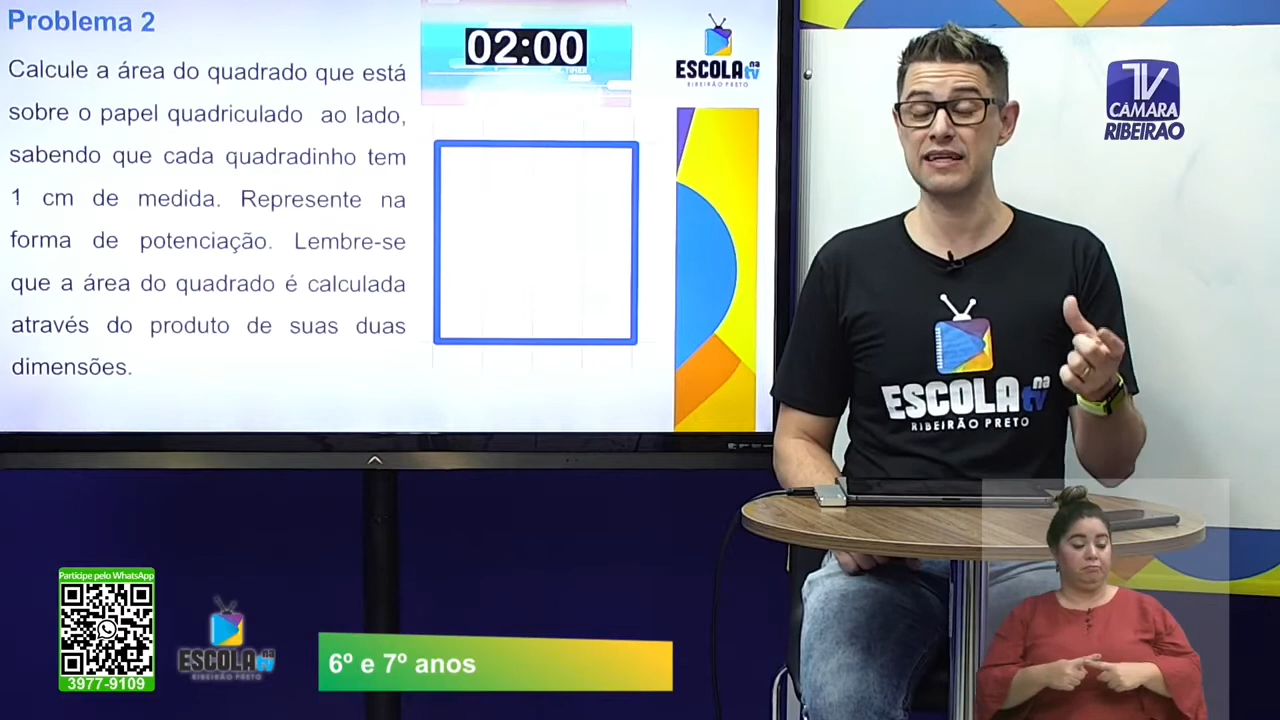 Problema 2
Calcule a área do quadrado que está
sobre o papel quadriculado ao lado,
sabendo que cada quadradinho tem
1 cm de medida. Represente na
forma de potenciação. Lembre-se
que a área do quadrado é calculada
através do produto de suas duas
dimensões.
02:00
ESCOLA na tv
RIBEIRÃO PRETO
TV
CÂMARA
RIBEIRÃO
ESCOLA na tv
RIBEIRÃO PRETO
Participe pelo WhatsApp
3977-9109
ESCOLA na tv
RIBEIRÃO PRETO
6º e 7º anos